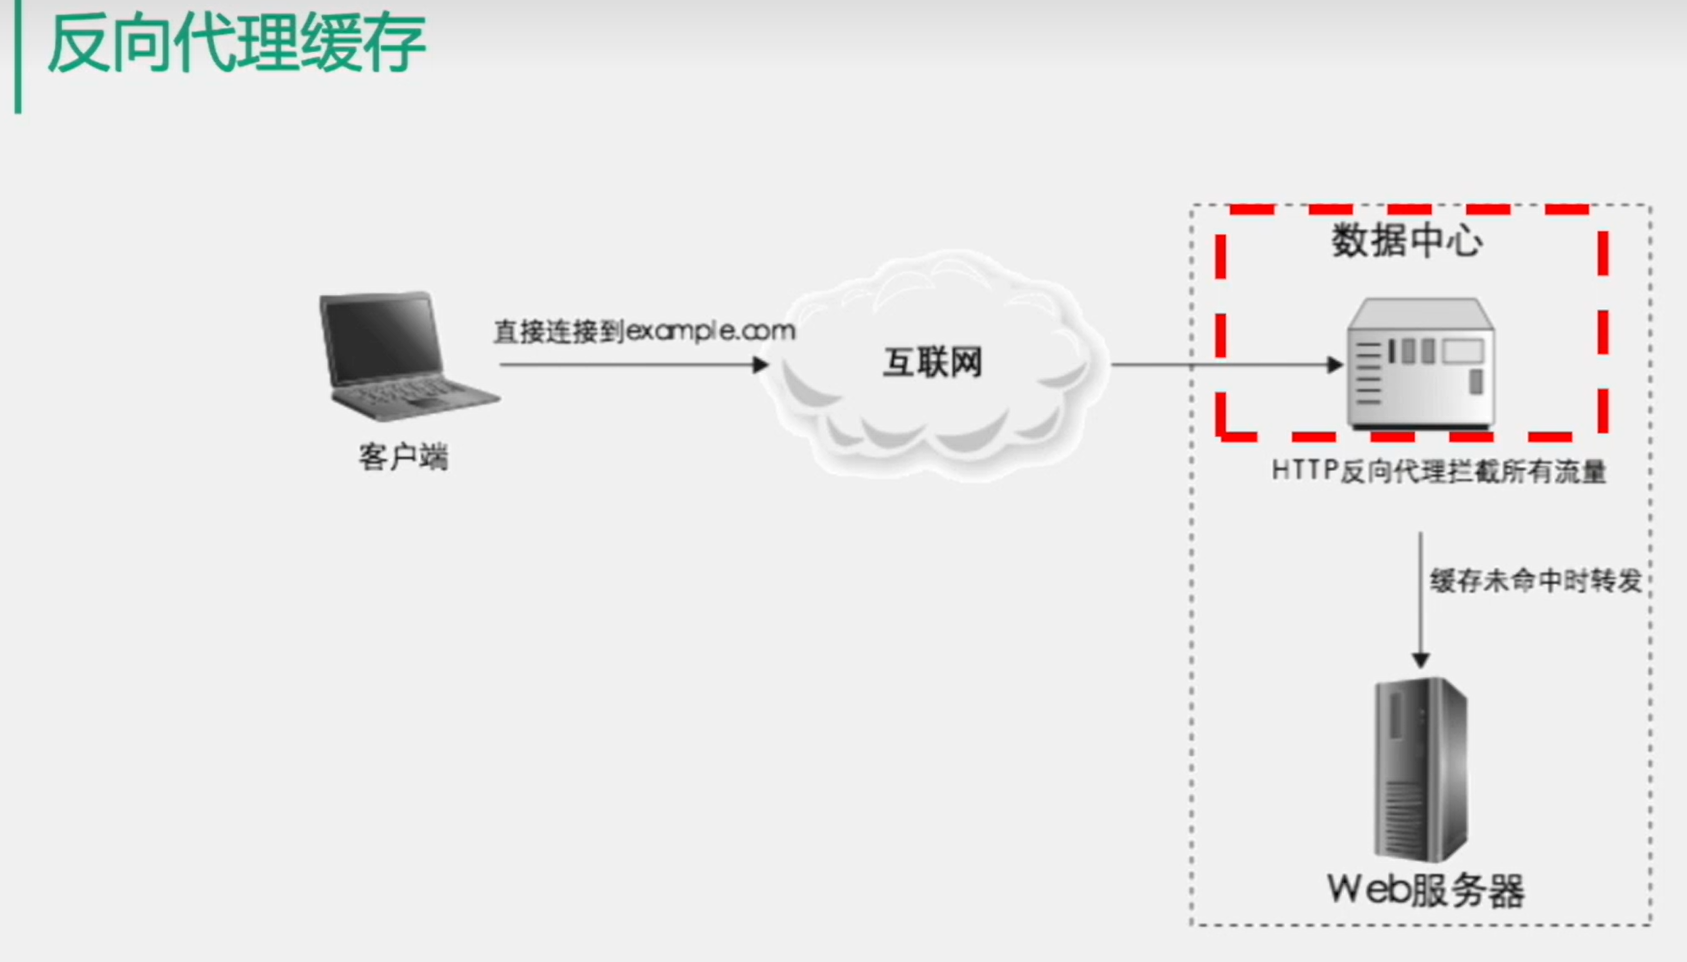 反向代理缓存
数据中心
直接连接到example.com
互联网
客户端
HTTP反向代理拦截所有流量
缓存未命中时转发
Web服务器